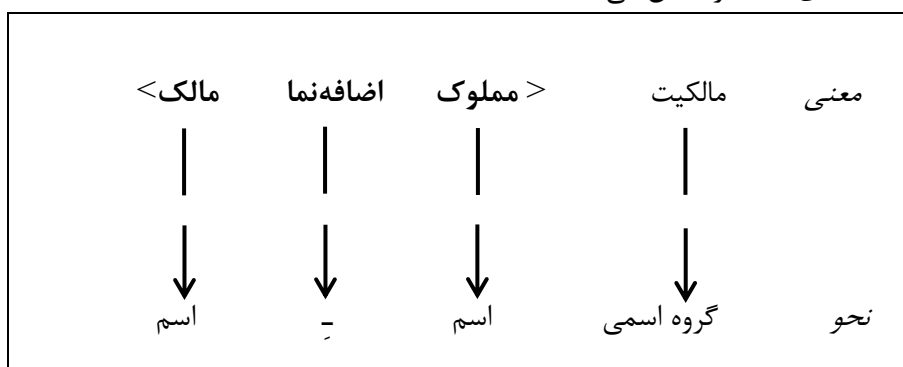 معنی مالکیت < مملوک اضافه‌نما مالک>
نحو گروه اسمی اسم ـِ اسم